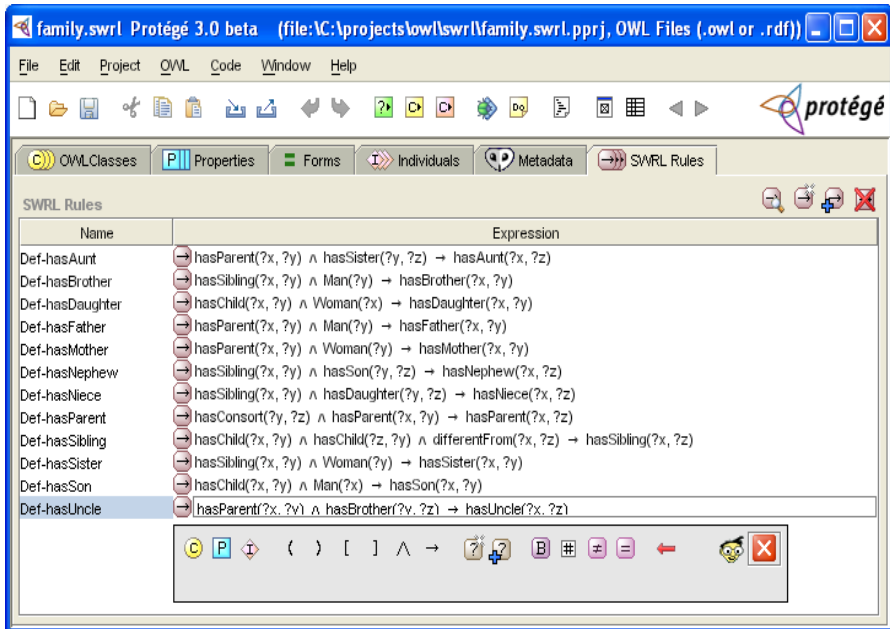 family.swrl Protégé 3.0 beta (file:\C:\projects\owl\swrl\family.swrl.pprj, OWL Files (.owl or .rdf))
File Edit Project OWL Code Window Help
protégé
OWLClasses Properties Forms Individuals Metadata SWRL Rules
SWRL Rules
Name Expression
Def-hasAunt hasParent(?x, ?y) ∧ hasSister(?y, ?z) → hasAunt(?x, ?z)
Def-hasBrother hasSibling(?x, ?y) ∧ Man(?y) → hasBrother(?x, ?y)
Def-hasDaughter hasChild(?x, ?y) ∧ Woman(?x) → hasDaughter(?x, ?y)
Def-hasFather hasParent(?x, ?y) ∧ Man(?y) → hasFather(?x, ?y)
Def-hasMother hasParent(?x, ?y) ∧ Woman(?y) → hasMother(?x, ?y)
Def-hasNephew hasSibling(?x, ?y) ∧ hasSon(?y, ?z) → hasNephew(?x, ?z)
Def-hasNiece hasSibling(?x, ?y) ∧ hasDaughter(?y, ?z) → hasNiece(?x, ?z)
Def-hasParent hasConsort(?y, ?z) ∧ hasParent(?x, ?y) → hasParent(?x, ?z)
Def-hasSibling hasChild(?x, ?y) ∧ hasChild(?z, ?y) ∧ differentFrom(?x, ?z) → hasSibling(?x, ?z)
Def-hasSister hasSibling(?x, ?y) ∧ Woman(?y) → hasSister(?x, ?y)
Def-hasSon hasChild(?x, ?y) ∧ Man(?x) → hasSon(?x, ?y)
Def-hasUncle hasParent(?x, ?y) ∧ hasBrother(?y, ?z) → hasUncle(?x, ?z)
C P I ( ) [ ] ∧ → ? ? B # ≠ =